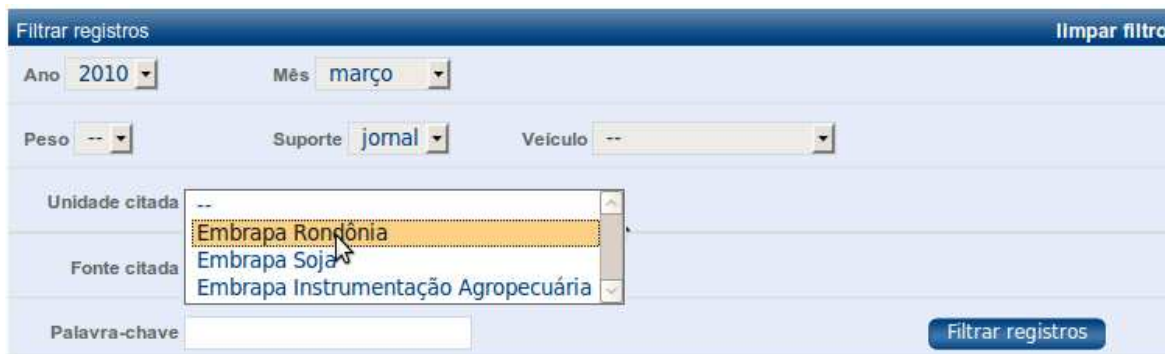 Filtrar registros limpar filtro
Ano 2010 Mês março
Peso -- Suporte jornal Veículo --
Unidade citada --
Embrapa Rondônia
Embrapa Soja
Fonte citada
Embrapa Instrumentação Agropecuária
Palavra-chave Filtrar registros